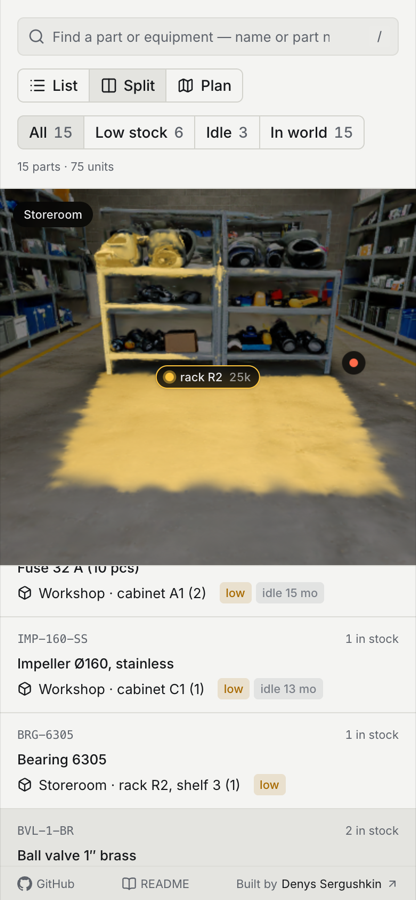 Find a part or equipment — name or part n
/
List
Split
Plan
All 15
Low stock 6
Idle 3
In world 15
15 parts · 75 units
Storeroom
rack R2 25k
Fuse 32 A (10 pcs)
Workshop · cabinet A1 (2) low idle 15 mo
IMP-160-SS 1 in stock
Impeller Ø160, stainless
Workshop · cabinet C1 (1) low idle 13 mo
BRG-6305 1 in stock
Bearing 6305
Storeroom · rack R2, shelf 3 (1) low
BVL-1-BR 2 in stock
Ball valve 1″ brass
GitHub README Built by Denys Sergushkin ↗